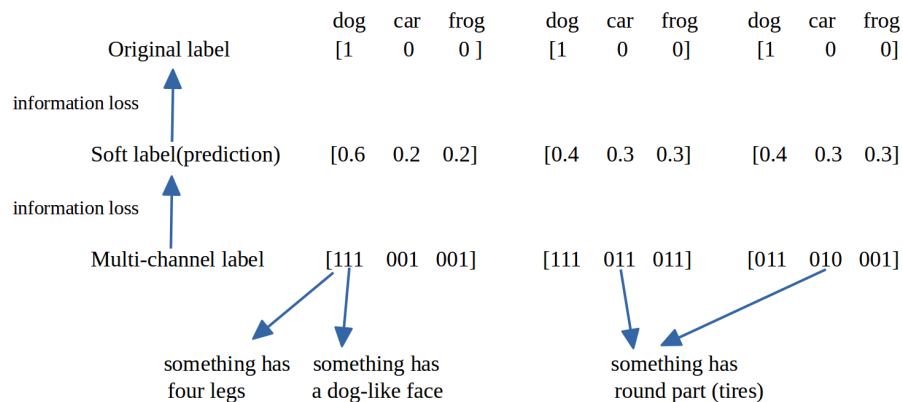 dog car frog dog car frog dog car frog
Original label [1 0 0 ] [1 0 0] [1 0 0]
information loss
Soft label(prediction) [0.6 0.2 0.2] [0.4 0.3 0.3] [0.4 0.3 0.3]
information loss
Multi-channel label [111 001 001] [111 011 011] [011 010 001]
something has something has something has
four legs a dog-like face round part (tires)